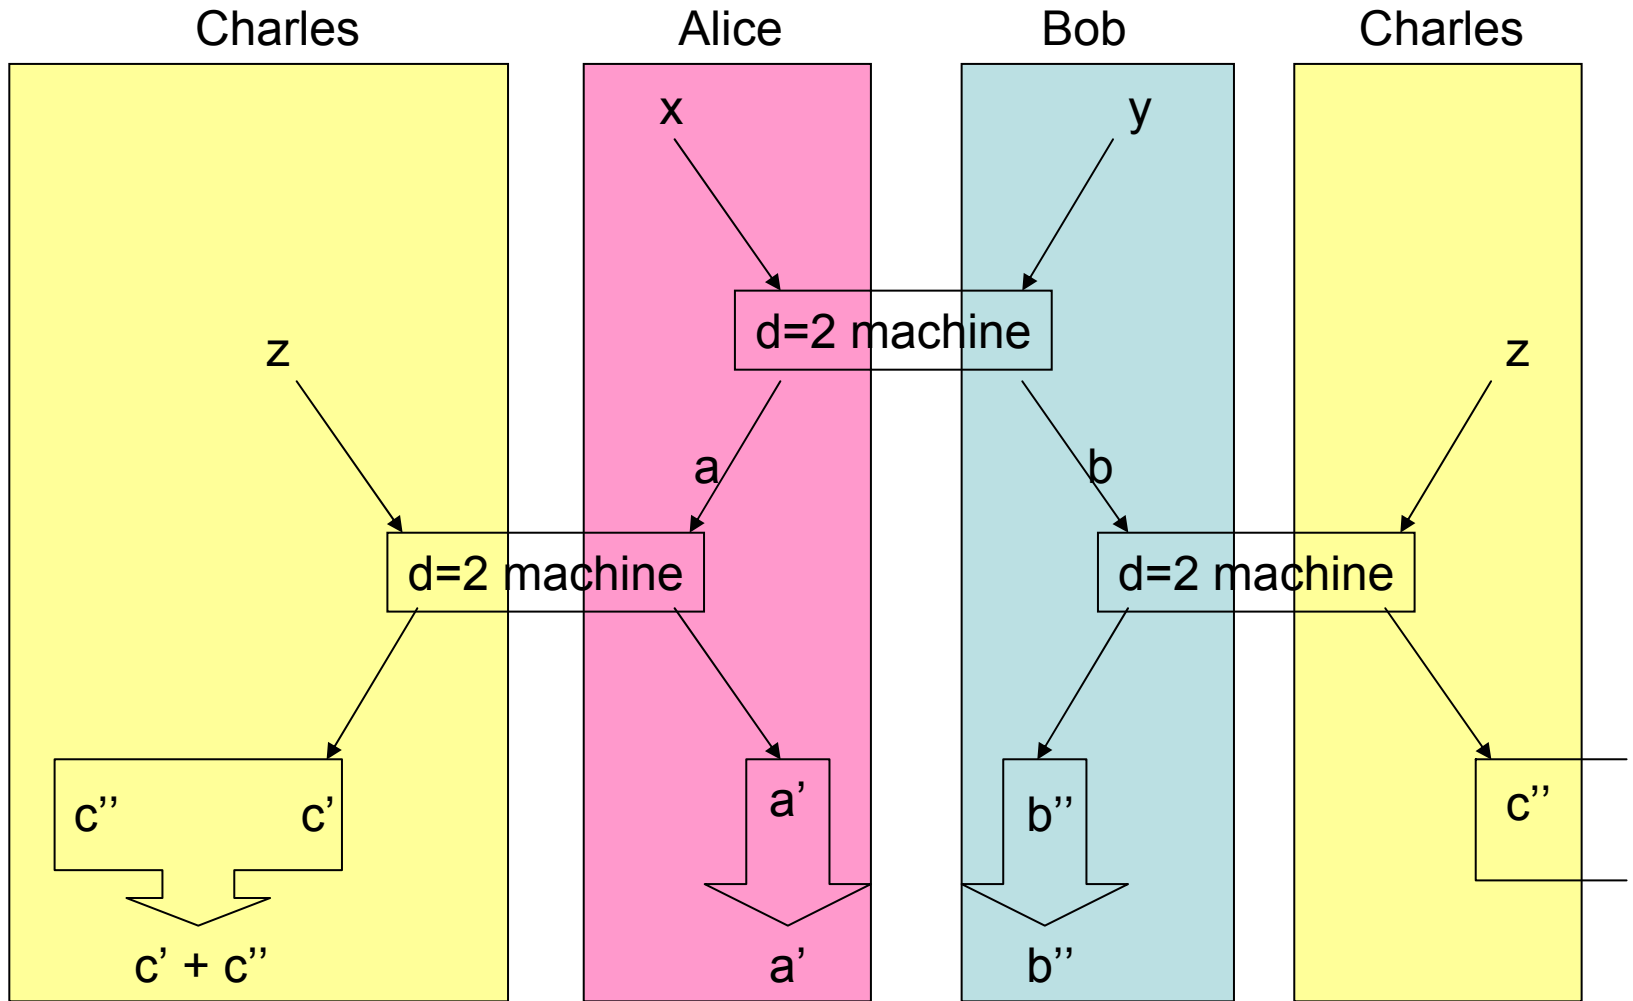 Charles Alice Bob Charles
x y
d=2 machine
z z
a b
d=2 machine d=2 machine
c’’ c’ a’ b’’ c’’
c’ + c’’ a’ b’’